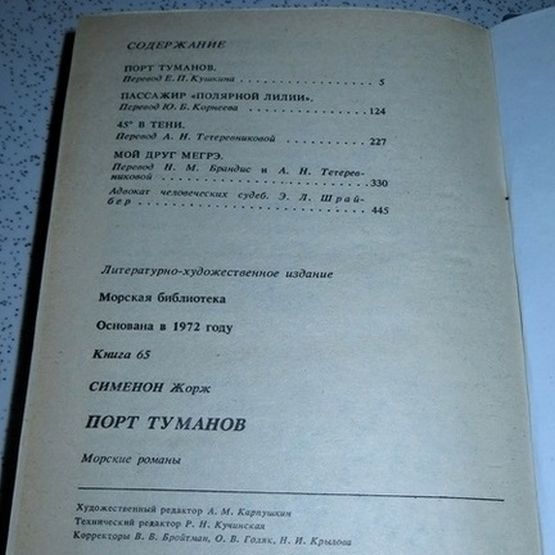 СОДЕРЖАНИЕ
ПОРТ ТУМАНОВ.
Перевод Е. П. Кушкина . . . . . . . . . . . . . . 5
ПАССАЖИР «ПОЛЯРНОЙ ЛИЛИИ».
Перевод Ю. Б. Корнеева . . . . . . . . . . . . . 124
45° В ТЕНИ.
Перевод А. Н. Тетеревниковой . . . . . . . . . . 227
МОЙ ДРУГ МЕГРЭ.
Перевод Н. М. Брандис и А. Н. Тетерев-
никовой . . . . . . . . . . . . . . . . . . . . 330
Адвокат человеческих судеб. Э. Л. Шрай-
бер . . . . . . . . . . . . . . . . . . . . . . 445
Литературно-художественное издание
Морская библиотека
Основана в 1972 году
Книга 65
СИМЕНОН Жорж
ПОРТ ТУМАНОВ
Морские романы
Художественный редактор А. М. Карпушкин
Технический редактор Р. Н. Кучинская
Корректоры В. В. Бройтман, О. В. Голяк, Н. И. Крылова